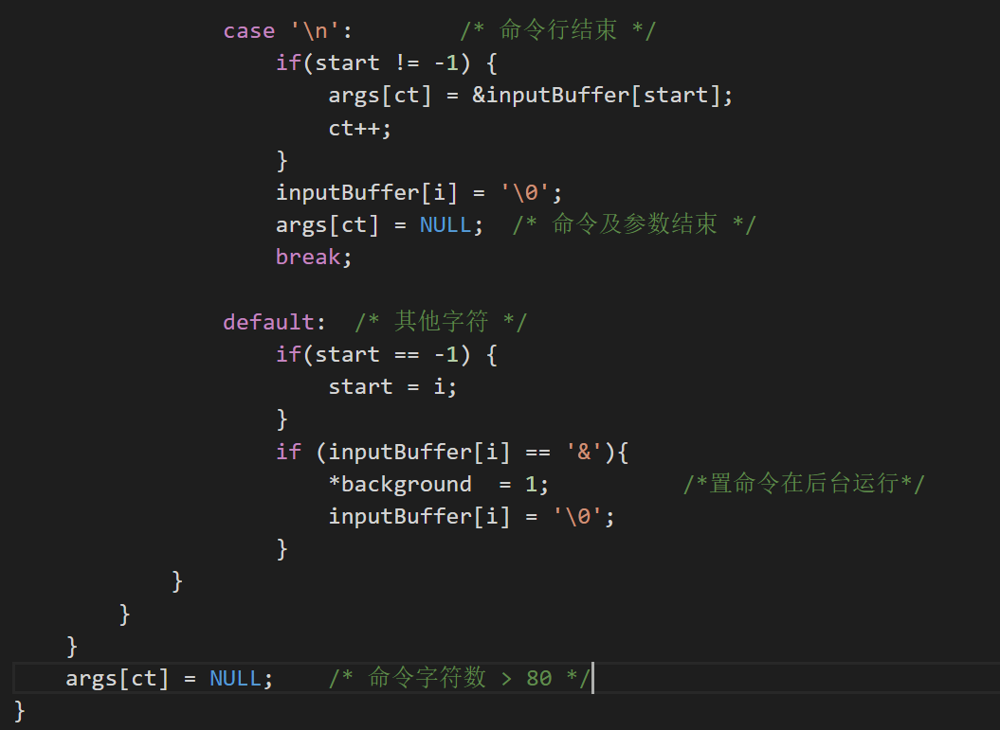 case '\n':        /* 命令行结束 */
    if(start != -1) {
        args[ct] = &inputBuffer[start];
        ct++;
    }
    inputBuffer[i] = '\0';
    args[ct] = NULL;  /* 命令及参数结束 */
    break;

default:  /* 其他字符 */
    if(start == -1) {
        start = i;
    }
    if (inputBuffer[i] == '&'){
        *background  = 1;          /*置命令在后台运行*/
        inputBuffer[i] = '\0';
    }
}
}
}
args[ct] = NULL;    /* 命令字符数 > 80 */
}